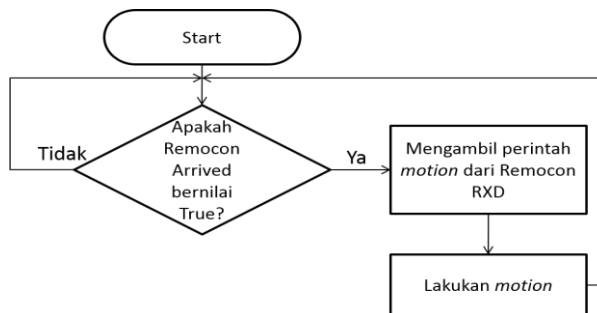 Start
Apakah
Remocon
Arrived
bernilai
True?
Tidak
Ya
Mengambil perintah
motion dari Remocon
RXD
Lakukan motion